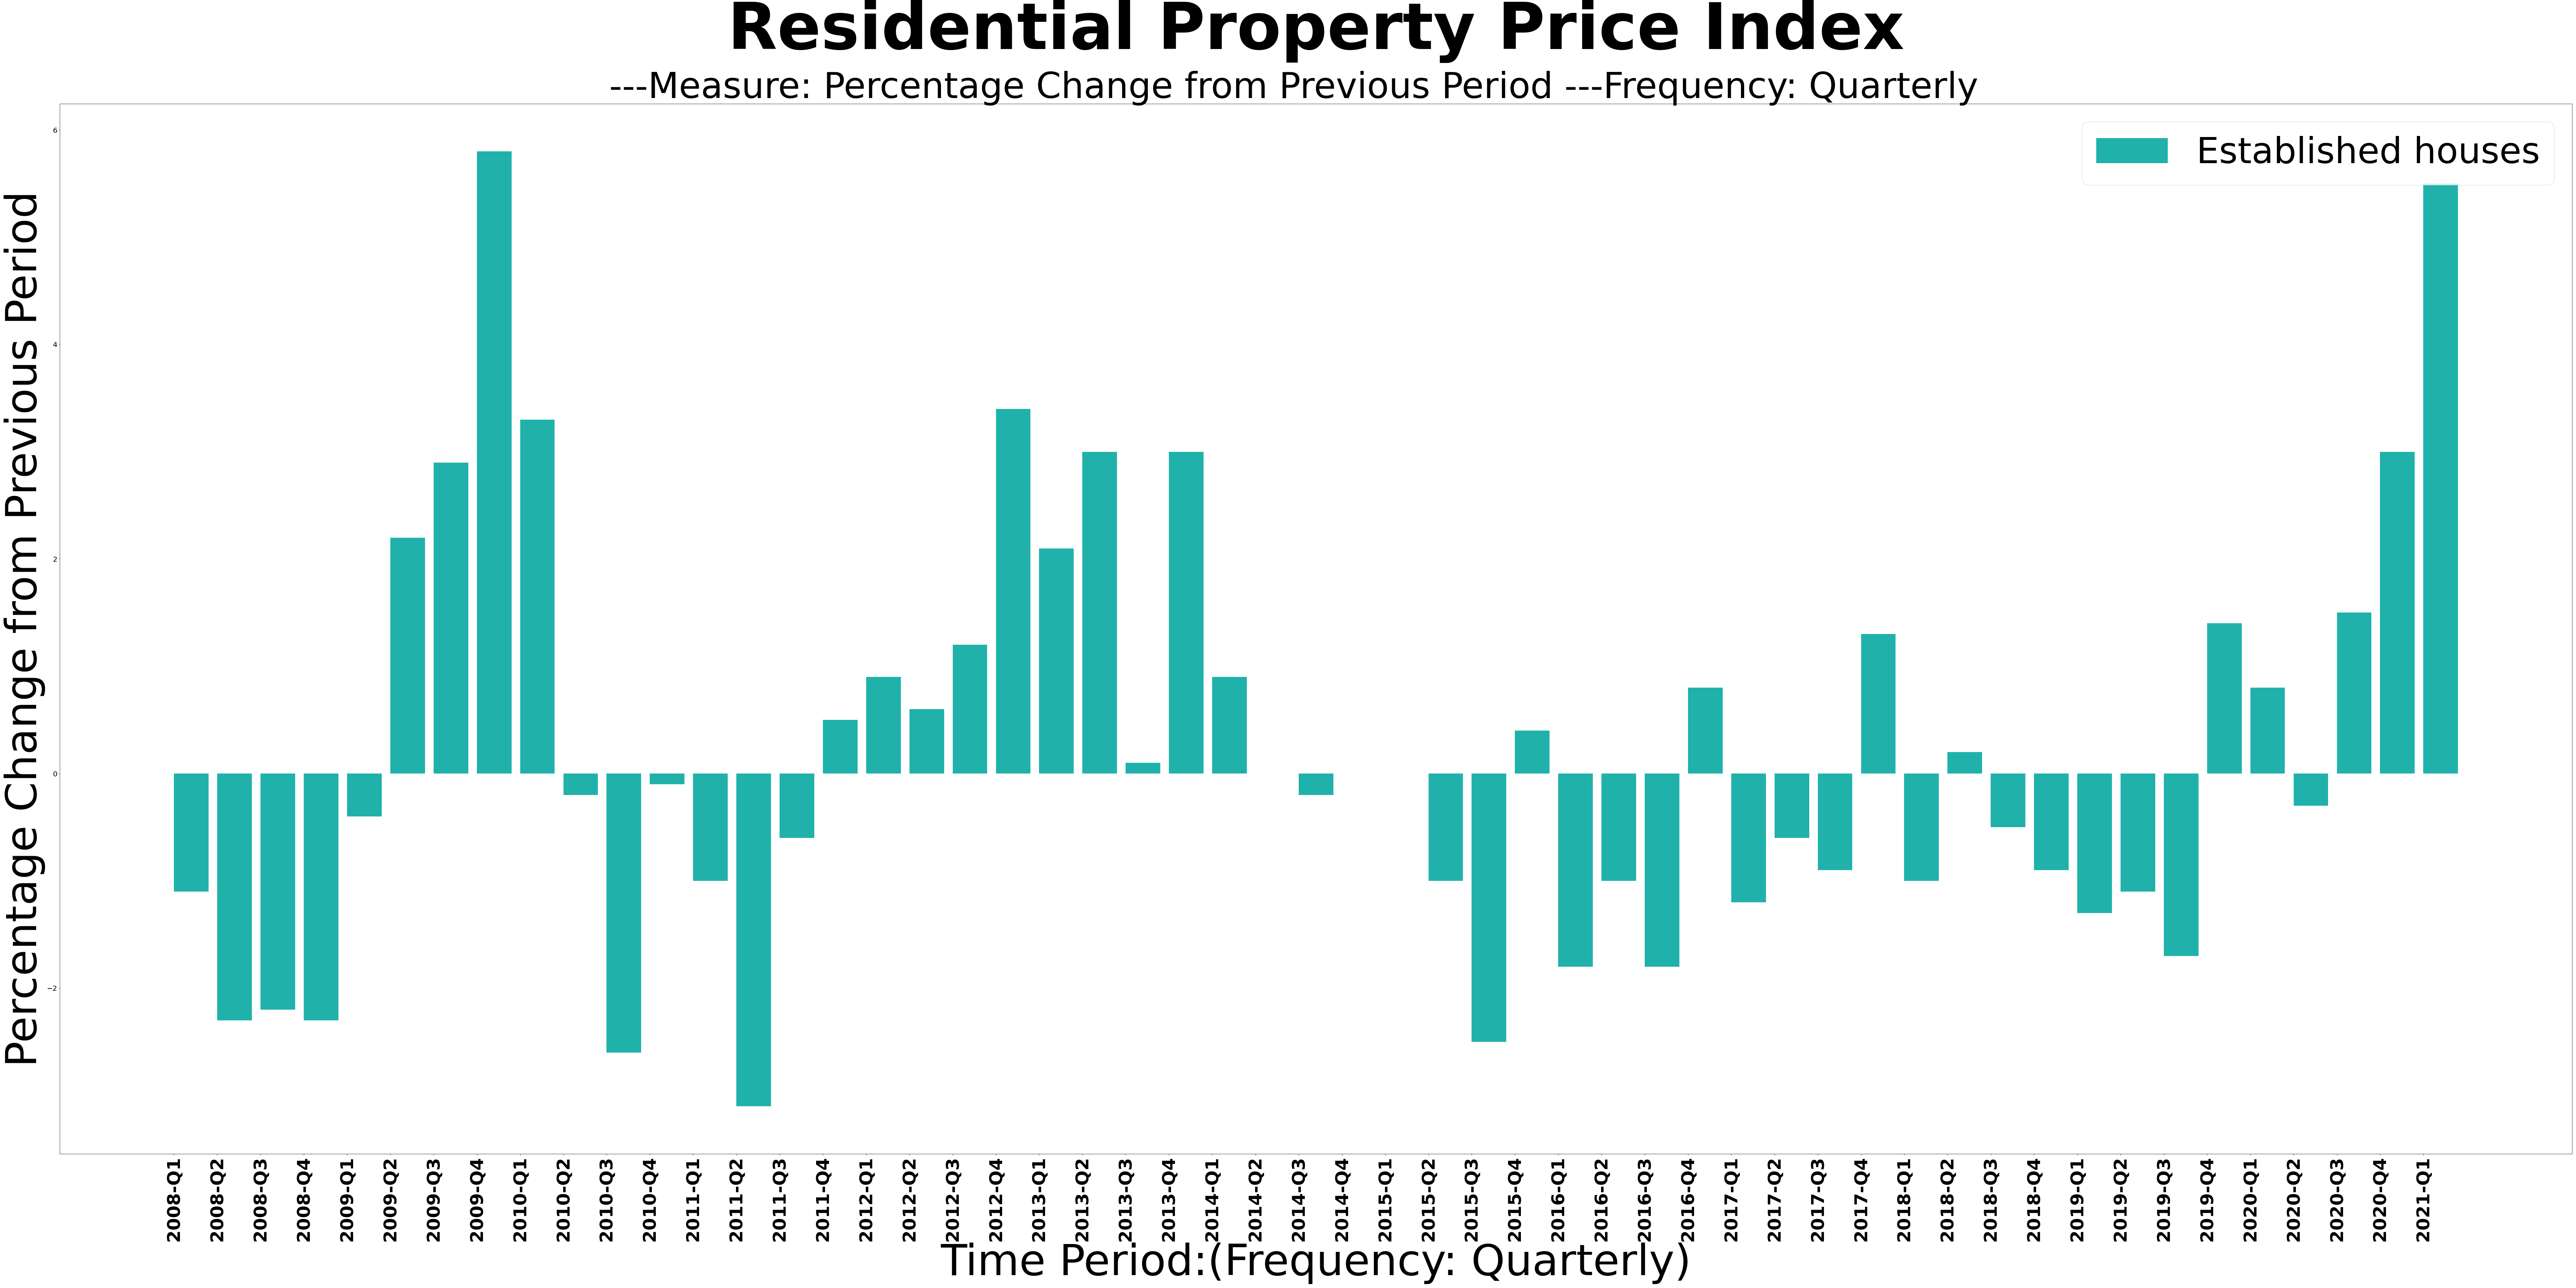 Residential Property Price Index
---Measure: Percentage Change from Previous Period ---Frequency: Quarterly
Established houses
Percentage Change from Previous Period
6
4
2
0
−2
2008-Q1
2008-Q2
2008-Q3
2008-Q4
2009-Q1
2009-Q2
2009-Q3
2009-Q4
2010-Q1
2010-Q2
2010-Q3
2010-Q4
2011-Q1
2011-Q2
2011-Q3
2011-Q4
2012-Q1
2012-Q2
2012-Q3
2012-Q4
2013-Q1
2013-Q2
2013-Q3
2013-Q4
2014-Q1
2014-Q2
2014-Q3
2014-Q4
2015-Q1
2015-Q2
2015-Q3
2015-Q4
2016-Q1
2016-Q2
2016-Q3
2016-Q4
2017-Q1
2017-Q2
2017-Q3
2017-Q4
2018-Q1
2018-Q2
2018-Q3
2018-Q4
2019-Q1
2019-Q2
2019-Q3
2019-Q4
2020-Q1
2020-Q2
2020-Q3
2020-Q4
2021-Q1
Time Period:(Frequency: Quarterly)